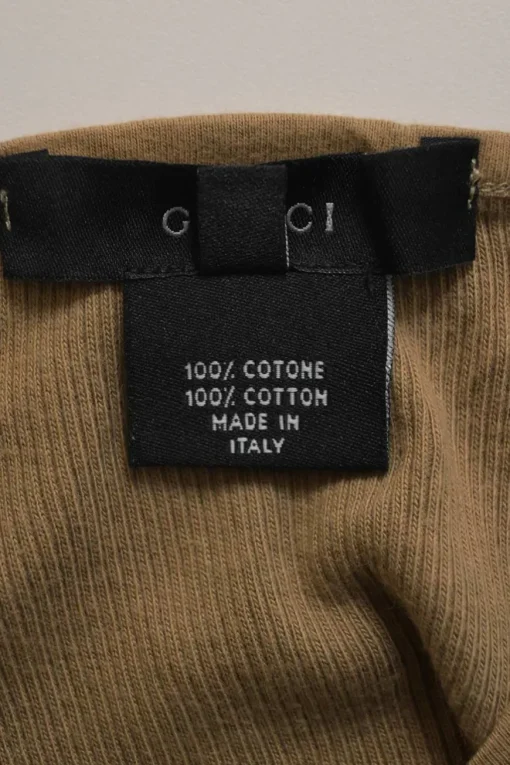 G CI
100% COTONE
100% COTTON
MADE IN
ITALY